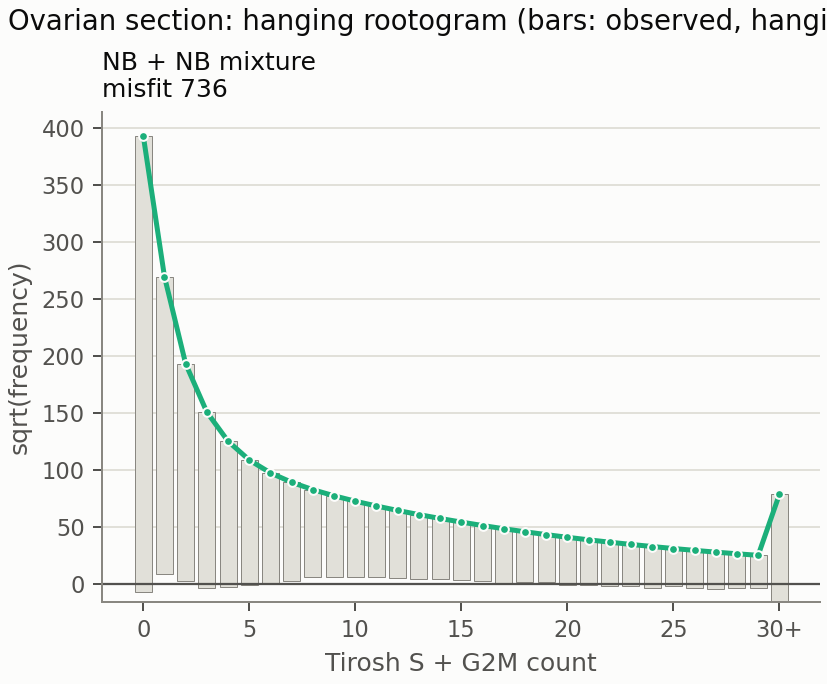 Ovarian section: hanging rootogram (bars: observed, hangi
NB + NB mixture
misfit 736
400
350
300
250
200
150
100
50
0
sqrt(frequency)
0 5 10 15 20 25 30+
Tirosh S + G2M count